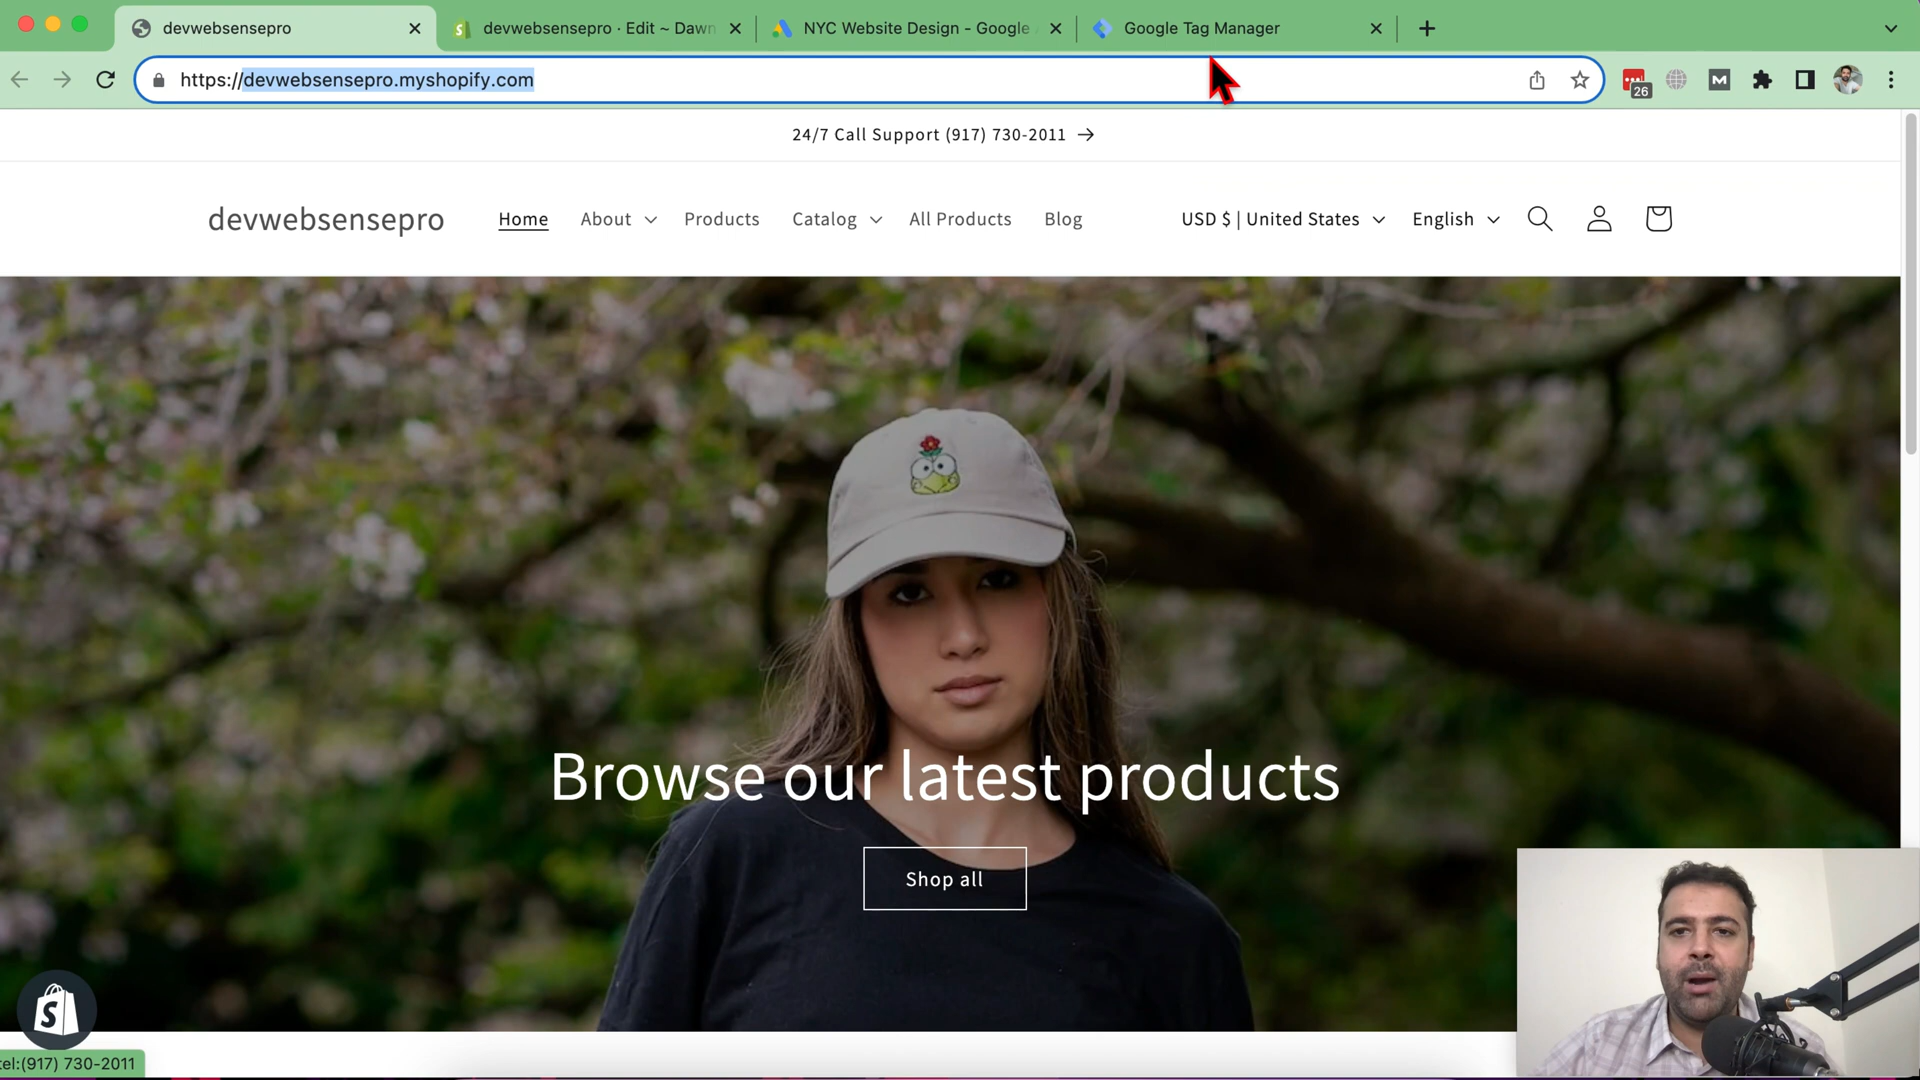 devwebsensepro
devwebsensepro · Edit ~ Dawn
NYC Website Design - Google
Google Tag Manager
https://devwebsensepro.myshopify.com
26
24/7 Call Support (917) 730-2011 →
devwebsensepro
Home
About
Products
Catalog
All Products
Blog
USD $ | United States
English
Browse our latest products
Shop all
tel:(917) 730-2011